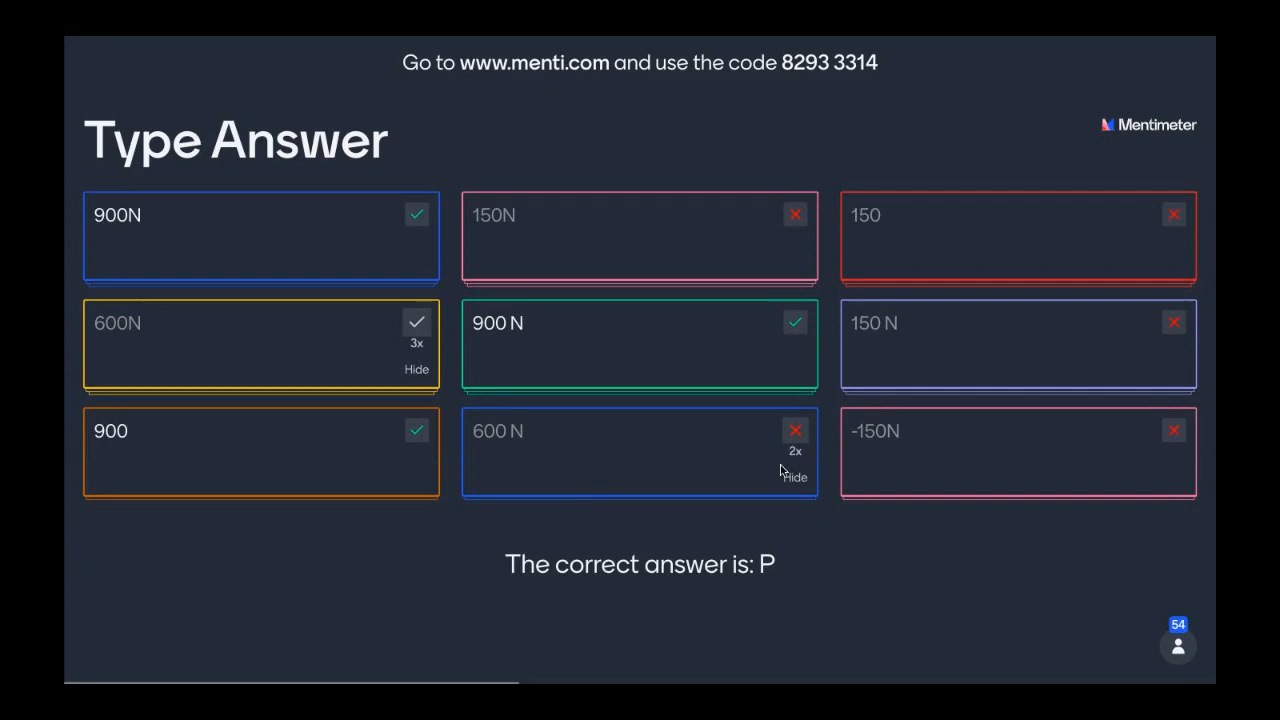 Go to www.menti.com and use the code 8293 3314
Type Answer
Mentimeter
900N
150N
150
600N
3x
Hide
900 N
150 N
900
600 N
2x
Hide
-150N
The correct answer is: P
54